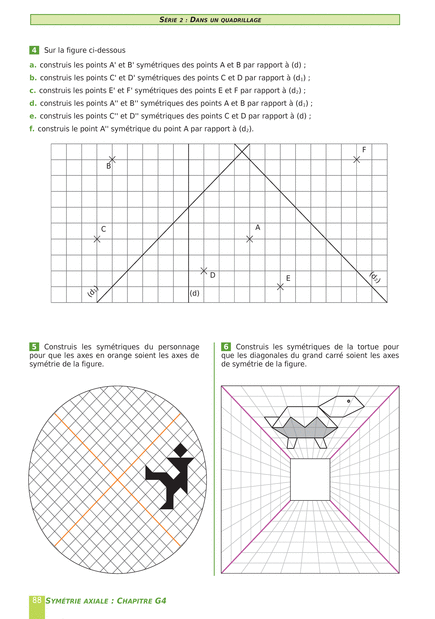 SÉRIE 2 : DANS UN QUADRILLAGE
4 Sur la figure ci-dessous
a. construis les points A' et B' symétriques des points A et B par rapport à (d) ;
b. construis les points C' et D' symétriques des points C et D par rapport à (d₁) ;
c. construis les points E' et F' symétriques des points E et F par rapport à (d₂) ;
d. construis les points A'' et B'' symétriques des points A et B par rapport à (d₁) ;
e. construis les points C'' et D'' symétriques des points C et D par rapport à (d) ;
f. construis le point A'' symétrique du point A par rapport à (d₂).
F
B
C
A
D
E
(d₁)
(d)
(d₂)
5 Construis les symétriques du personnage
pour que les axes en orange soient les axes de
symétrie de la figure.
6 Construis les symétriques de la tortue pour
que les diagonales du grand carré soient les axes
de symétrie de la figure.
88 SYMÉTRIE AXIALE : CHAPITRE G4